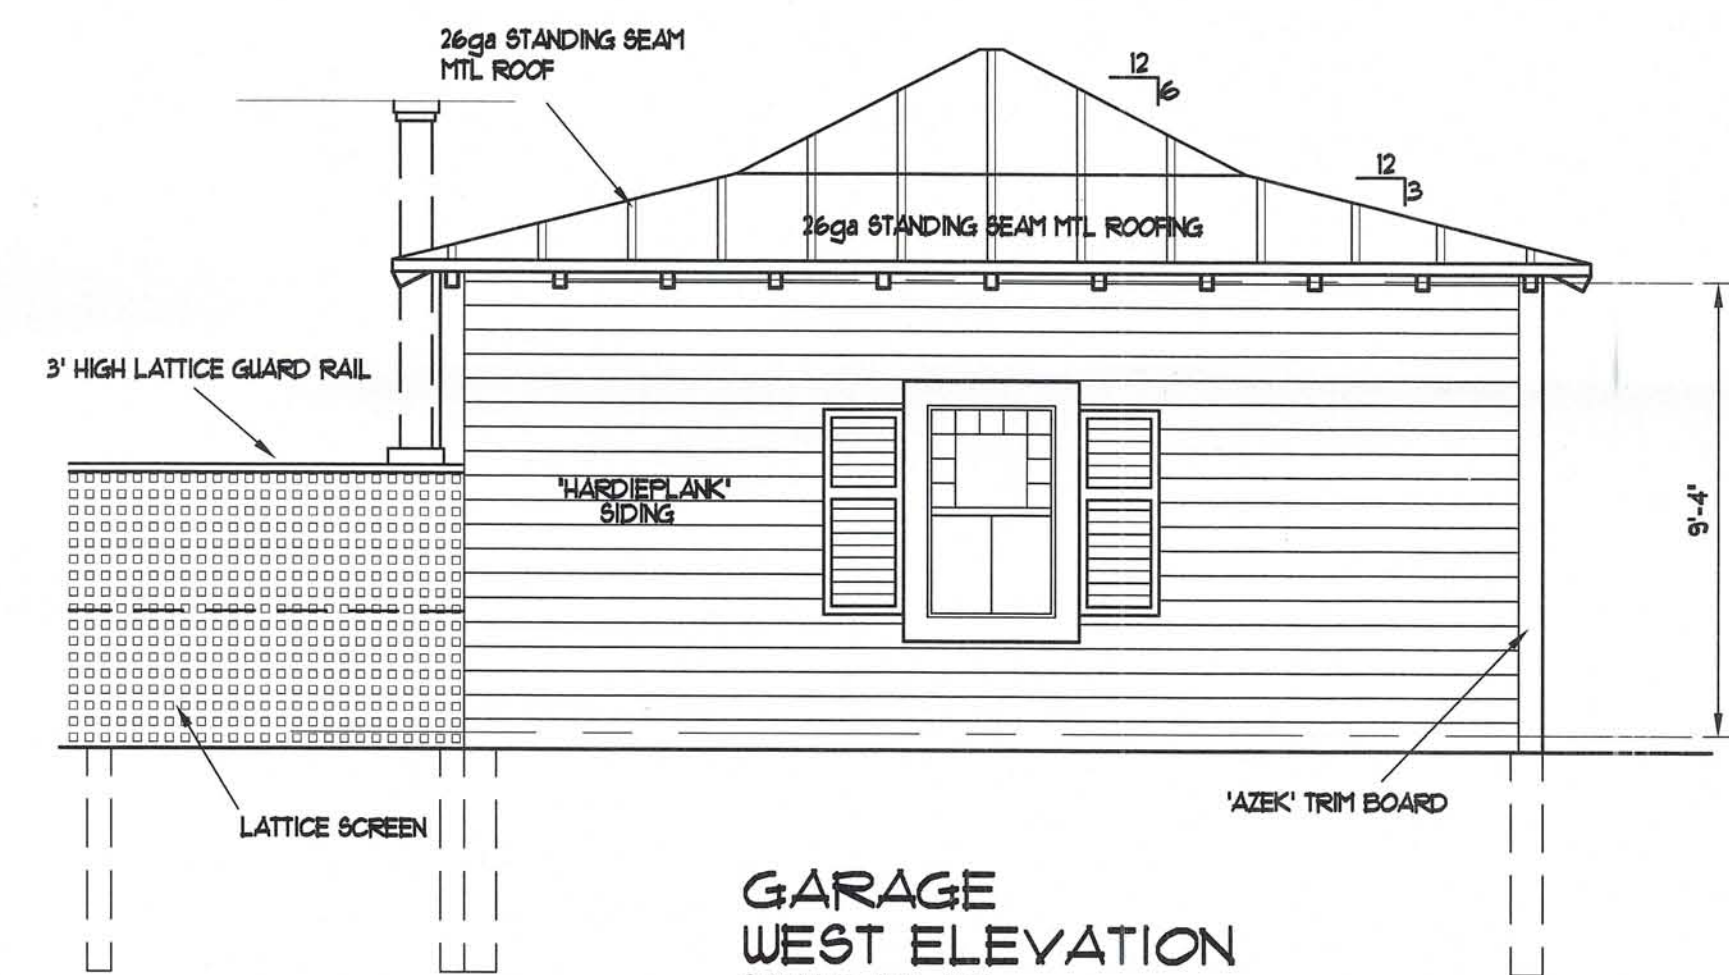 26ga STANDING SEAM
MTL ROOF
12
6
12
3
26ga STANDING SEAM MTL ROOFING
3' HIGH LATTICE GUARD RAIL
'HARDIEPLANK'
SIDING
9'-4"
'AZEK' TRIM BOARD
LATTICE SCREEN
GARAGE
WEST ELEVATION